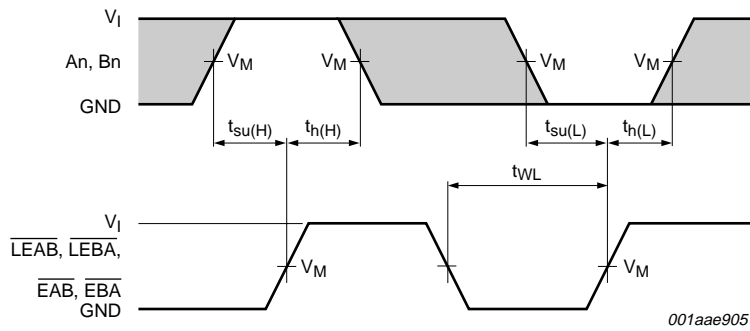 VI
An, Bn
GND
VM VM VM VM
tsu(H) th(H) tsu(L) th(L)
tWL
VI
LEAB, LEBA,
EAB, EBA
GND
VM VM
001aae905